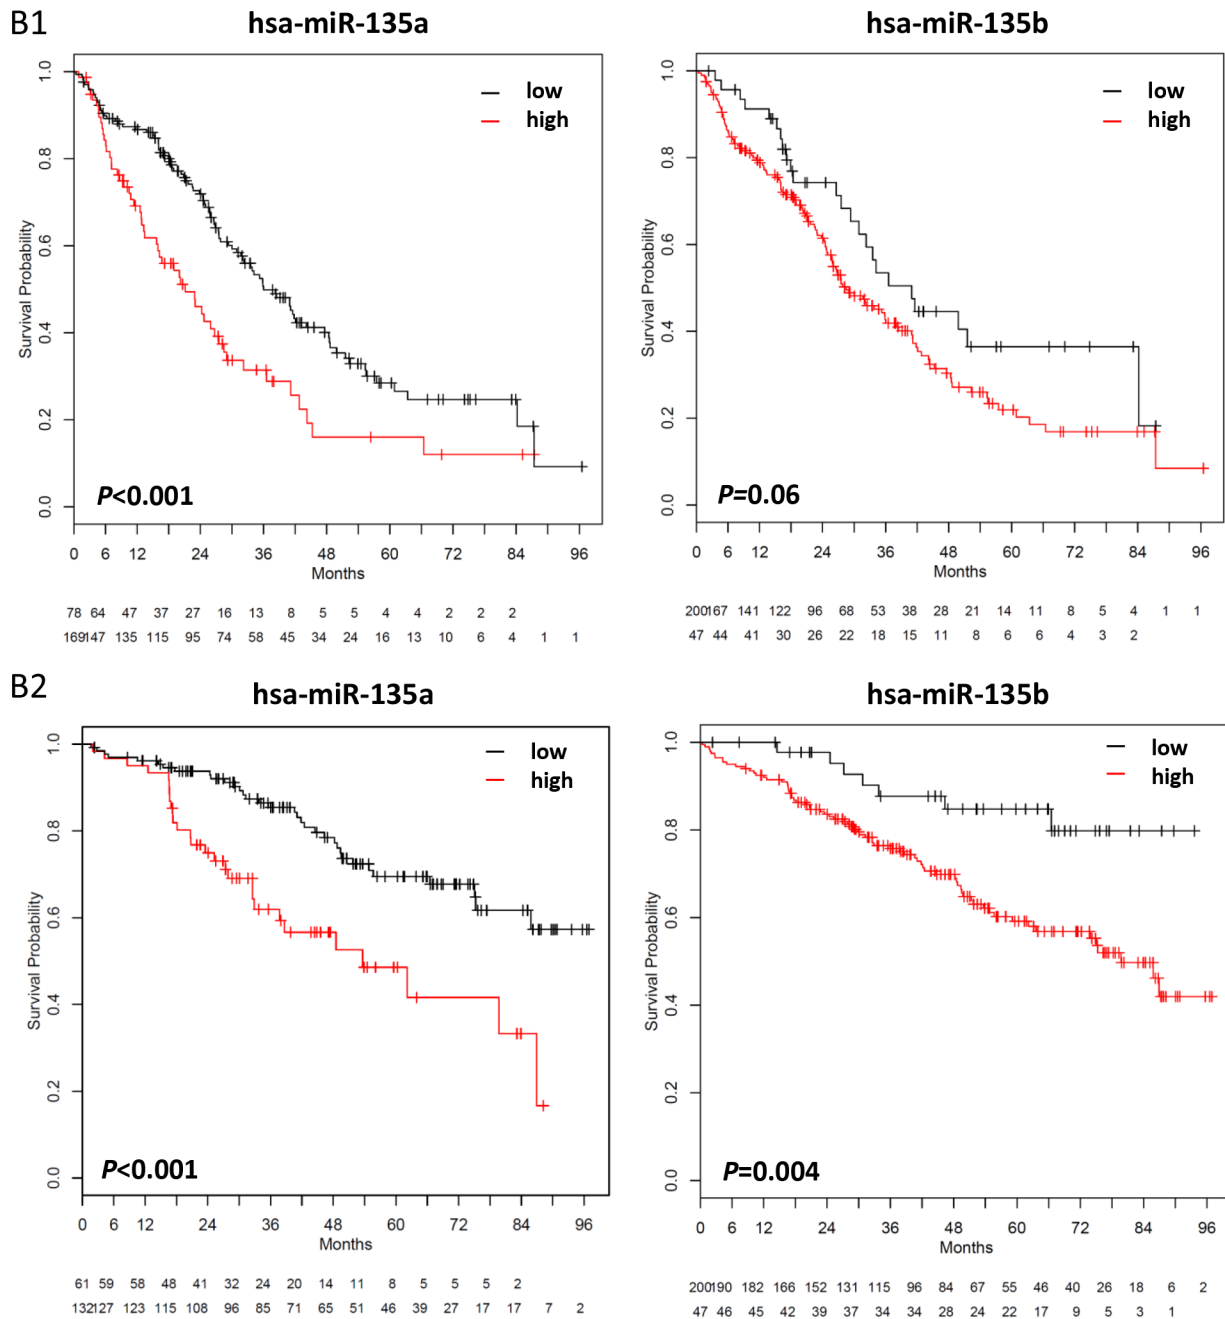 B1
hsa-miR-135a
hsa-miR-135b
low
high
1.0
0.8
0.6
0.4
0.2
0.0
Survival Probability
P<0.001
0 6 12 24 36 48 60 72 84 96
Months
78 64 47 37 27 16 13 8 5 5 4 4 2 2 2
169147 135 115 95 74 58 45 34 24 16 13 10 6 4 1 1
low
high
1.0
0.8
0.6
0.4
0.2
0.0
Survival Probability
P=0.06
0 6 12 24 36 48 60 72 84 96
Months
200167 141 122 96 68 53 38 28 21 14 11 8 5 4 1 1
47 44 41 30 26 22 18 15 11 8 6 6 4 3 2
B2
hsa-miR-135a
hsa-miR-135b
low
high
1.0
0.8
0.6
0.4
0.2
0.0
Survival Probability
P<0.001
0 6 12 24 36 48 60 72 84 96
Months
61 59 58 48 41 32 24 20 14 11 8 5 5 5 2
132127 123 115 108 96 85 71 65 51 46 39 27 17 17 7 2
low
high
1.0
0.8
0.6
0.4
0.2
0.0
Survival Probability
P=0.004
0 6 12 24 36 48 60 72 84 96
Months
200190 182 166 152 131 115 96 84 67 55 46 40 26 18 6 2
47 46 45 42 39 37 34 34 28 24 22 17 9 5 3 1